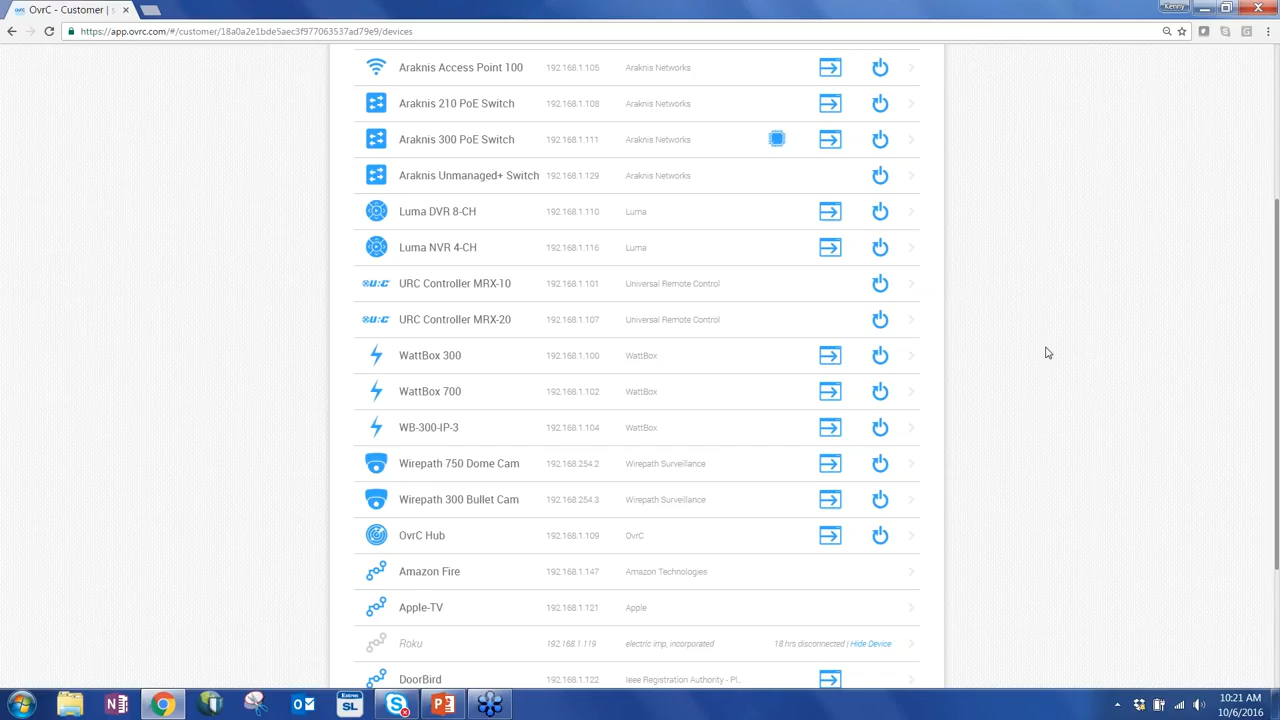 OvrC - Customer | s
Kenny
https://app.ovrc.com/#/customer/18a0a2e1bde5aec3f977063537ad79e9/devices
Araknis Access Point 100 192.168.1.105 Araknis Networks
Araknis 210 PoE Switch 192.168.1.108 Araknis Networks
Araknis 300 PoE Switch 192.168.1.111 Araknis Networks
Araknis Unmanaged+ Switch 192.168.1.129 Araknis Networks
Luma DVR 8-CH 192.168.1.110 Luma
Luma NVR 4-CH 192.168.1.116 Luma
URC Controller MRX-10 192.168.1.101 Universal Remote Control
URC Controller MRX-20 192.168.1.107 Universal Remote Control
WattBox 300 192.168.1.100 WattBox
WattBox 700 192.168.1.102 WattBox
WB-300-IP-3 192.168.1.104 WattBox
Wirepath 750 Dome Cam 192.168.254.2 Wirepath Surveillance
Wirepath 300 Bullet Cam 192.168.254.3 Wirepath Surveillance
OvrC Hub 192.168.1.109 OvrC
Amazon Fire 192.168.1.147 Amazon Technologies
Apple-TV 192.168.1.121 Apple
Roku 192.168.1.119 electric imp, incorporated 18 hrs disconnected | Hide Device
DoorBird 192.168.1.122 Ieee Registration Authority - Pl...
10:21 AM
10/6/2016